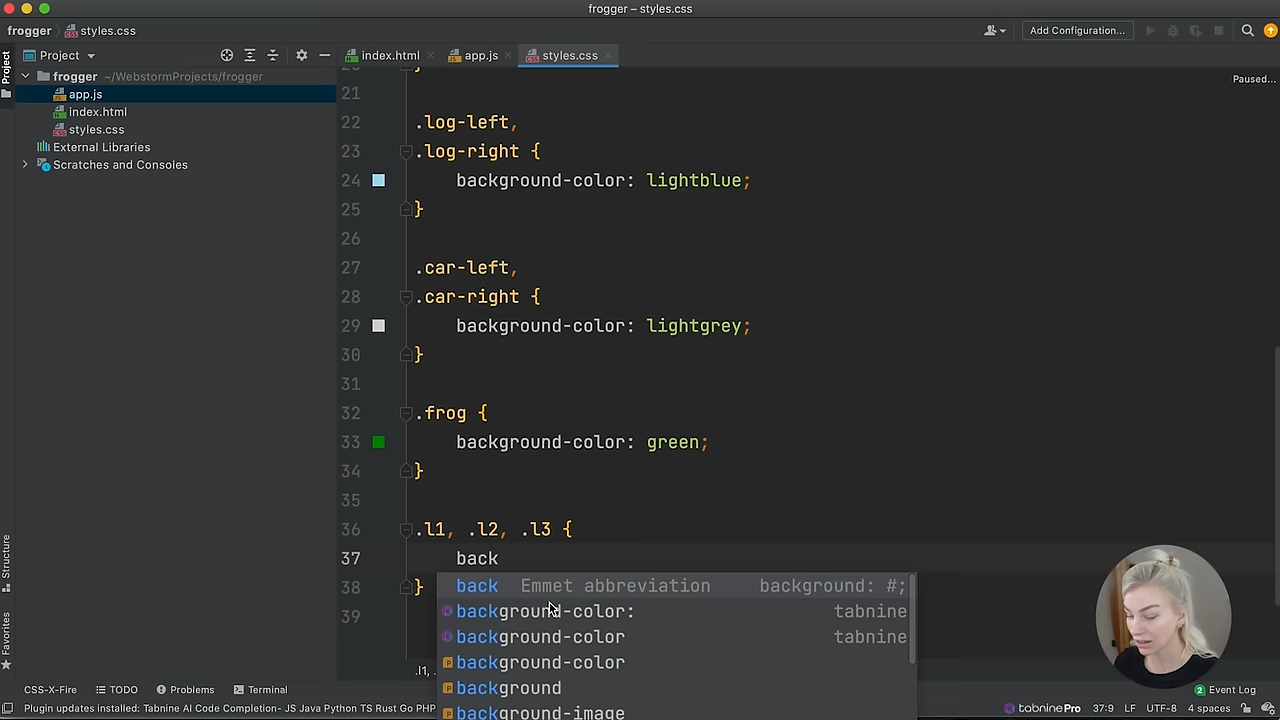 frogger – styles.css
frogger styles.css
Add Configuration...
Project
index.html
app.js
styles.css
Paused...
frogger ~/WebstormProjects/frogger
app.js
index.html
styles.css
External Libraries
Scratches and Consoles
Project
Structure
Favorites
21
22 .log-left,
23 .log-right {
24 background-color: lightblue;
25 }
26
27 .car-left,
28 .car-right {
29 background-color: lightgrey;
30 }
31
32 .frog {
33 background-color: green;
34 }
35
36 .l1, .l2, .l3 {
37 back
38 }
39
back Emmet abbreviation background: #;
background-color: tabnine
background-color tabnine
background-color
background
background-image
.l1, .
CSS-X-Fire TODO Problems Terminal 2 Event Log
Plugin updates installed: Tabnine AI Code Completion- JS Java Python TS Rust Go PHP
tabnine Pro 37:9 LF UTF-8 4 spaces